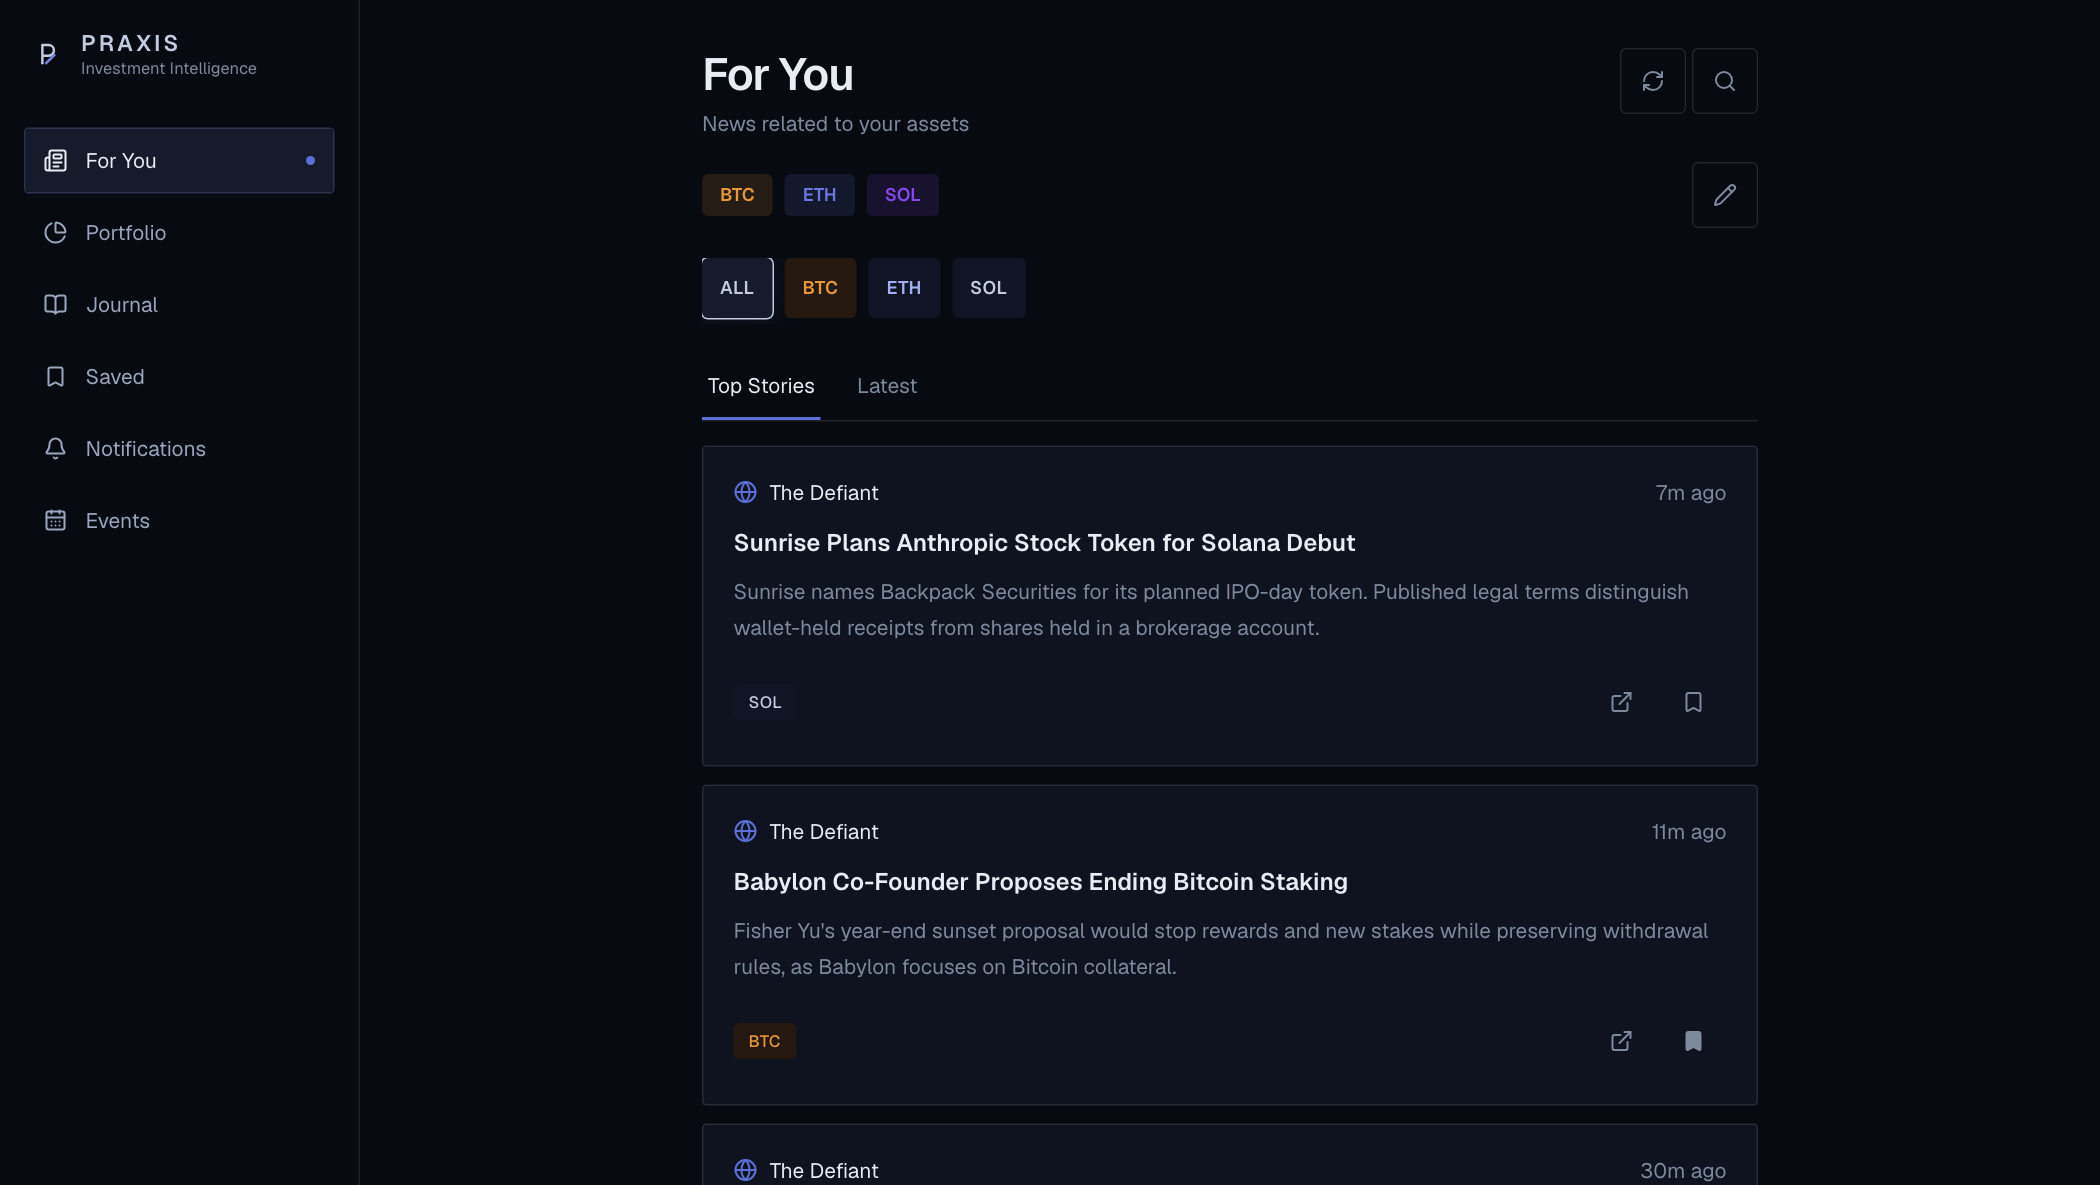 PRAXIS
Investment Intelligence
For You
Portfolio
Journal
Saved
Notifications
Events
For You
News related to your assets
BTC ETH SOL
ALL BTC ETH SOL
Top Stories Latest
The Defiant 7m ago
Sunrise Plans Anthropic Stock Token for Solana Debut
Sunrise names Backpack Securities for its planned IPO-day token. Published legal terms distinguish
wallet-held receipts from shares held in a brokerage account.
SOL
The Defiant 11m ago
Babylon Co-Founder Proposes Ending Bitcoin Staking
Fisher Yu's year-end sunset proposal would stop rewards and new stakes while preserving withdrawal
rules, as Babylon focuses on Bitcoin collateral.
BTC
The Defiant 30m ago